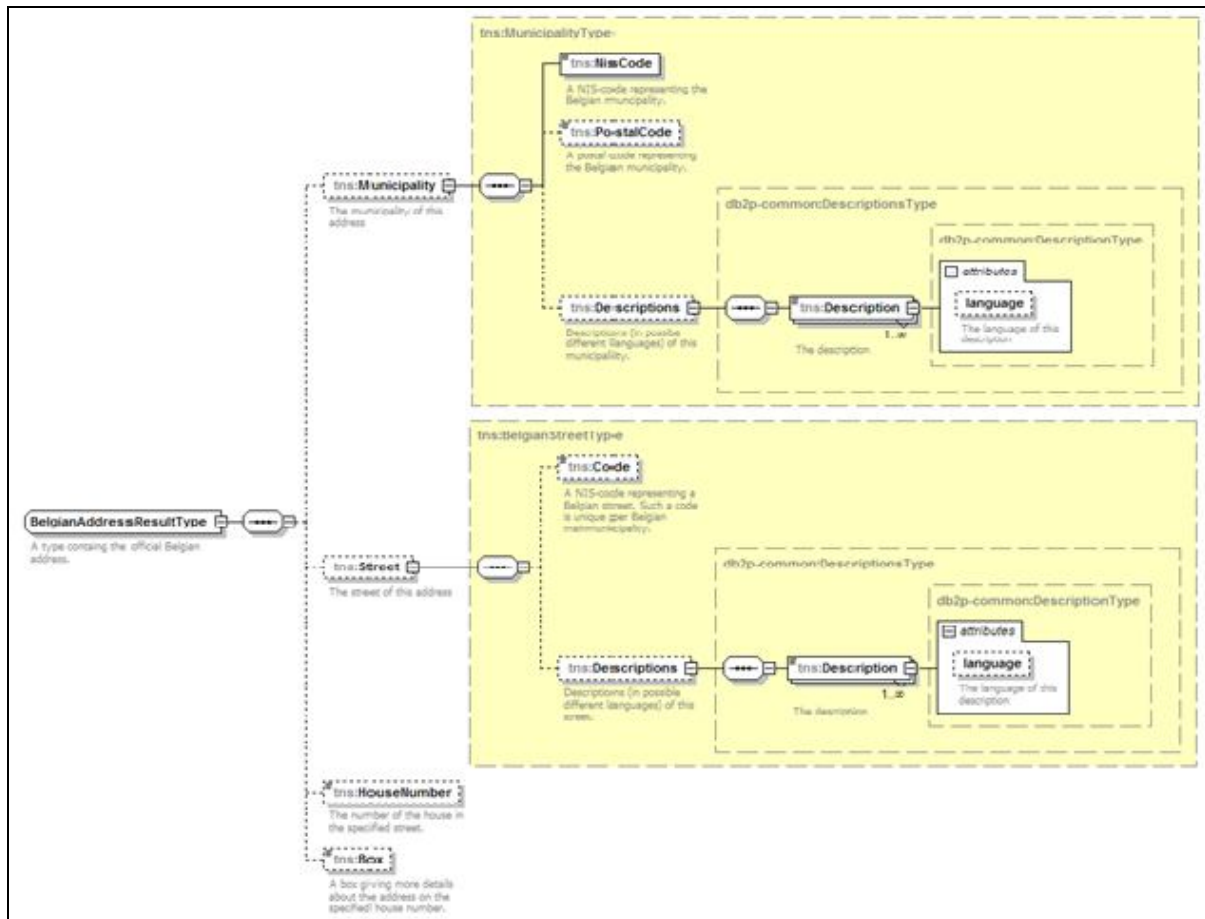 tns:MunicipalityType
tns:NissCode
A NIS-code representing the
Belgian muncipality.
tns:PostalCode
A postal code representing
the Belgian municipality.
tns:Municipality
The municipality of this
address
db2p-common:DescriptionsType
db2p-common:DescriptionType
attributes
language
The language of this
description
tns:Descriptions
Descriptions (in possible
different languages) of this
municipality.
tns:Description
1..∞
The description
tns:BelgianStreetType
tns:Code
A NIS-code representing a
Belgian street. Such a code
is unique per Belgian
BelgianAddressResultType
A type containg the official Belgian
address.
tns:Street
The street of this address
db2p-common:DescriptionsType
db2p-common:DescriptionType
attributes
language
The language of this
description
tns:Descriptions
Descriptions (in possible
different languages) of this
street.
tns:Description
1..∞
The description
tns:HouseNumber
The number of the house in
the specified street.
tns:Box
A box giving more details
about the address on the
specified house number.